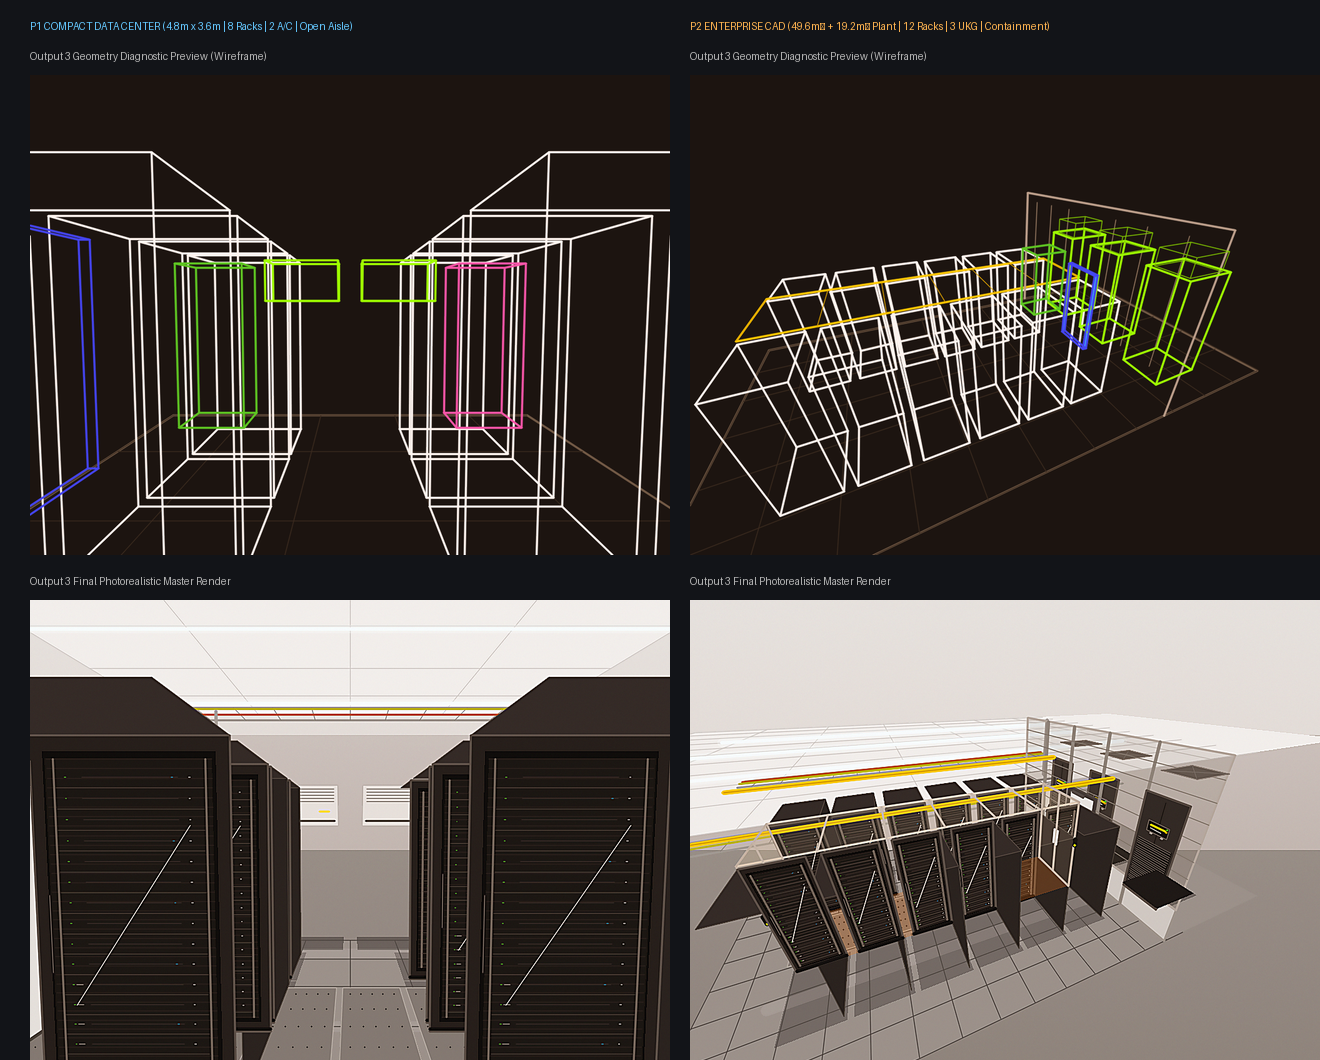 P1 COMPACT DATA CENTER (4.8m x 3.6m | 8 Racks | 2 A/C | Open Aisle)
P2 ENTERPRISE CAD (49.6m▯ + 19.2m▯ Plant | 12 Racks | 3 UKG | Containment)
Output 3 Geometry Diagnostic Preview (Wireframe)
Output 3 Geometry Diagnostic Preview (Wireframe)
Output 3 Final Photorealistic Master Render
Output 3 Final Photorealistic Master Render